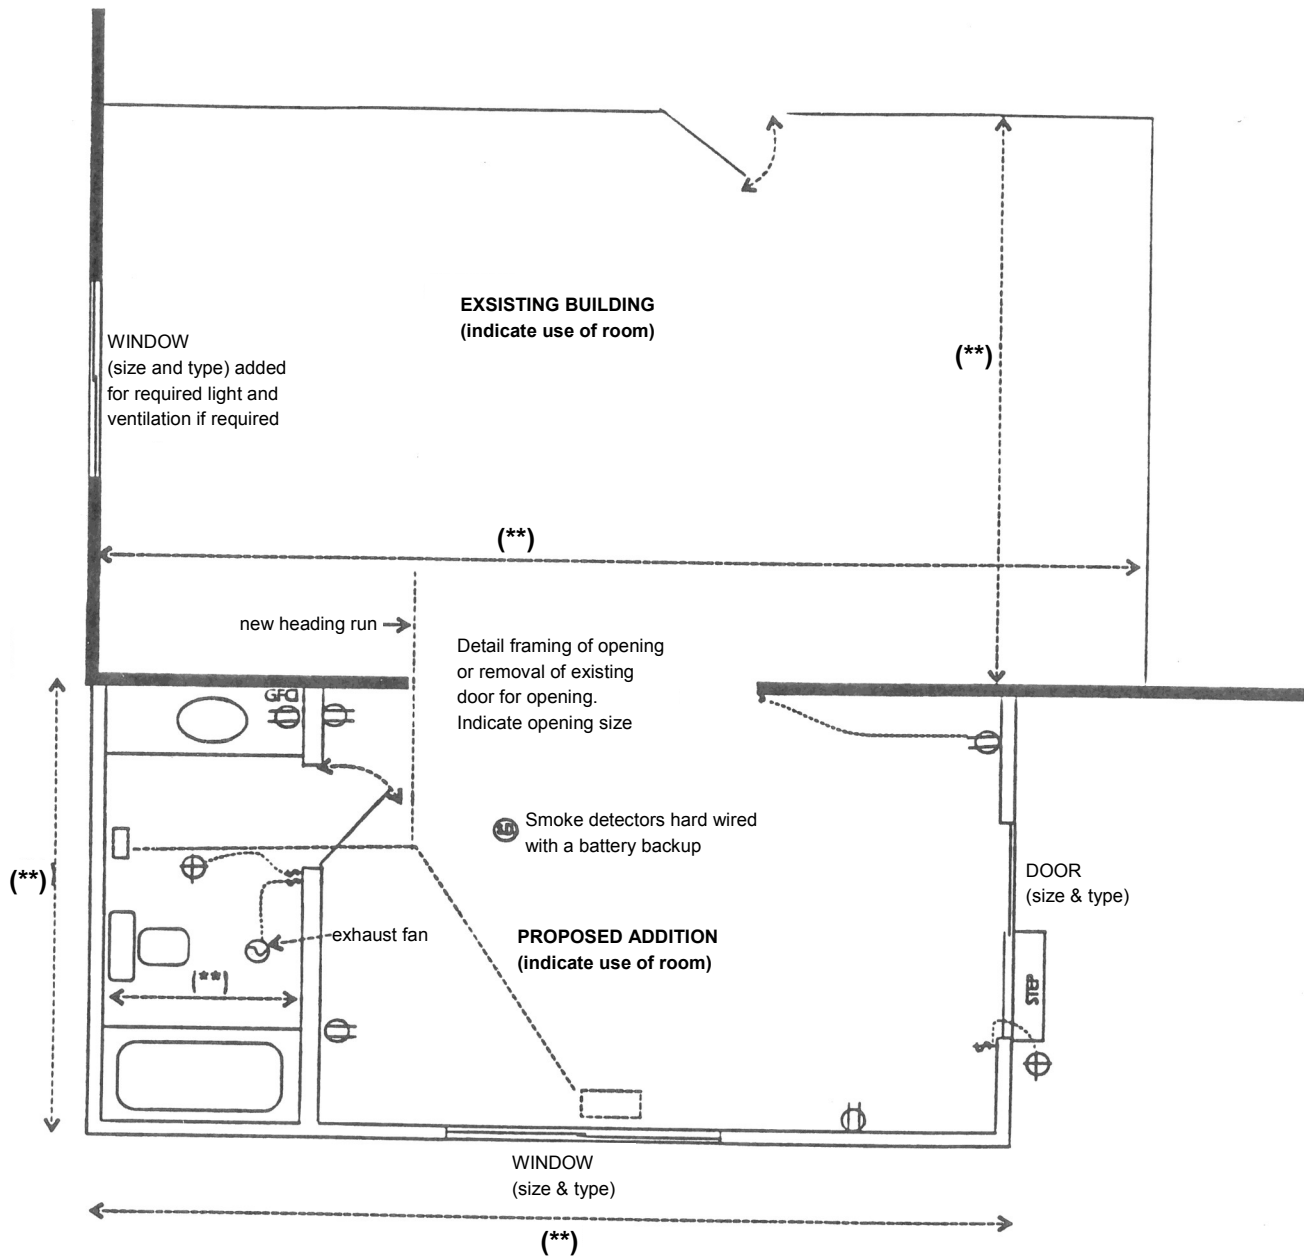 EXSISTING BUILDING
(indicate use of room)
WINDOW
(size and type) added
for required light and
ventilation if required
(**)
(**)
new heading run
Detail framing of opening
or removal of existing
door for opening.
Indicate opening size
GFCI
S.D.
Smoke detectors hard wired
with a battery backup
(**)
DOOR
(size & type)
exhaust fan
PROPOSED ADDITION
(indicate use of room)
(**)
STEP
WINDOW
(size & type)
(**)